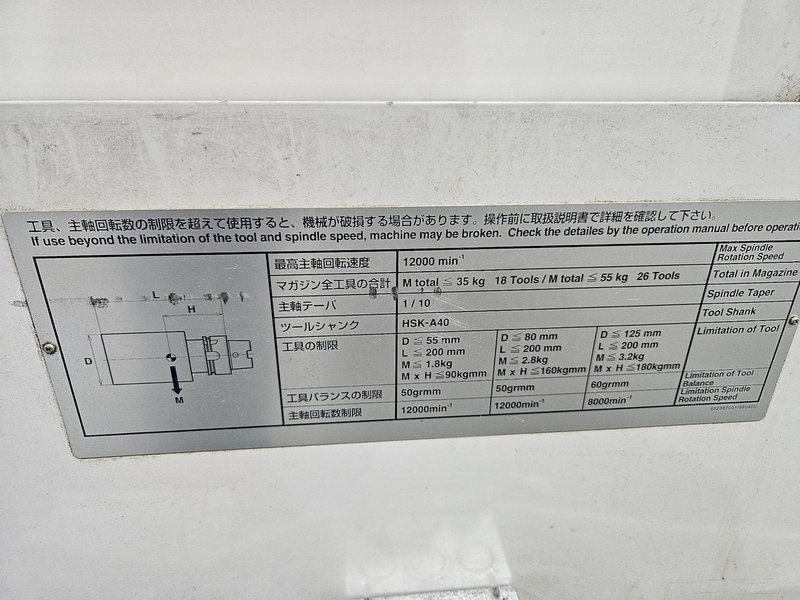 工具、主軸回転数の制限を超えて使用すると、機械が破損する場合があります。操作前に取扱説明書で詳細を確認して下さい。
If use beyond the limitation of the tool and spindle speed, machine may be broken. Check the detailes by the operation manual before operati
最高主軸回転速度 12000 min⁻¹ Max Spindle Rotation Speed
マガジン全工具の合計 M total ≦ 35 kg 18 Tools / M total ≦ 55 kg 26 Tools Total in Magazine
主軸テーパ 1 / 10 Spindle Taper
ツールシャンク HSK-A40 Tool Shank
工具の制限 Limitation of Tool
D ≦ 55 mm D ≦ 80 mm D ≦ 125 mm
L ≦ 200 mm L ≦ 200 mm L ≦ 200 mm
M ≦ 1.8kg M ≦ 2.8kg M ≦ 3.2kg
M x H ≦90kgmm M x H ≦160kgmm M x H ≦180kgmm
工具バランスの制限 50grmm 50grmm 60grmm Limitation of Tool Balance
主軸回転数制限 12000min⁻¹ 12000min⁻¹ 8000min⁻¹ Limitation Spindle Rotation Speed
L
H
D
M